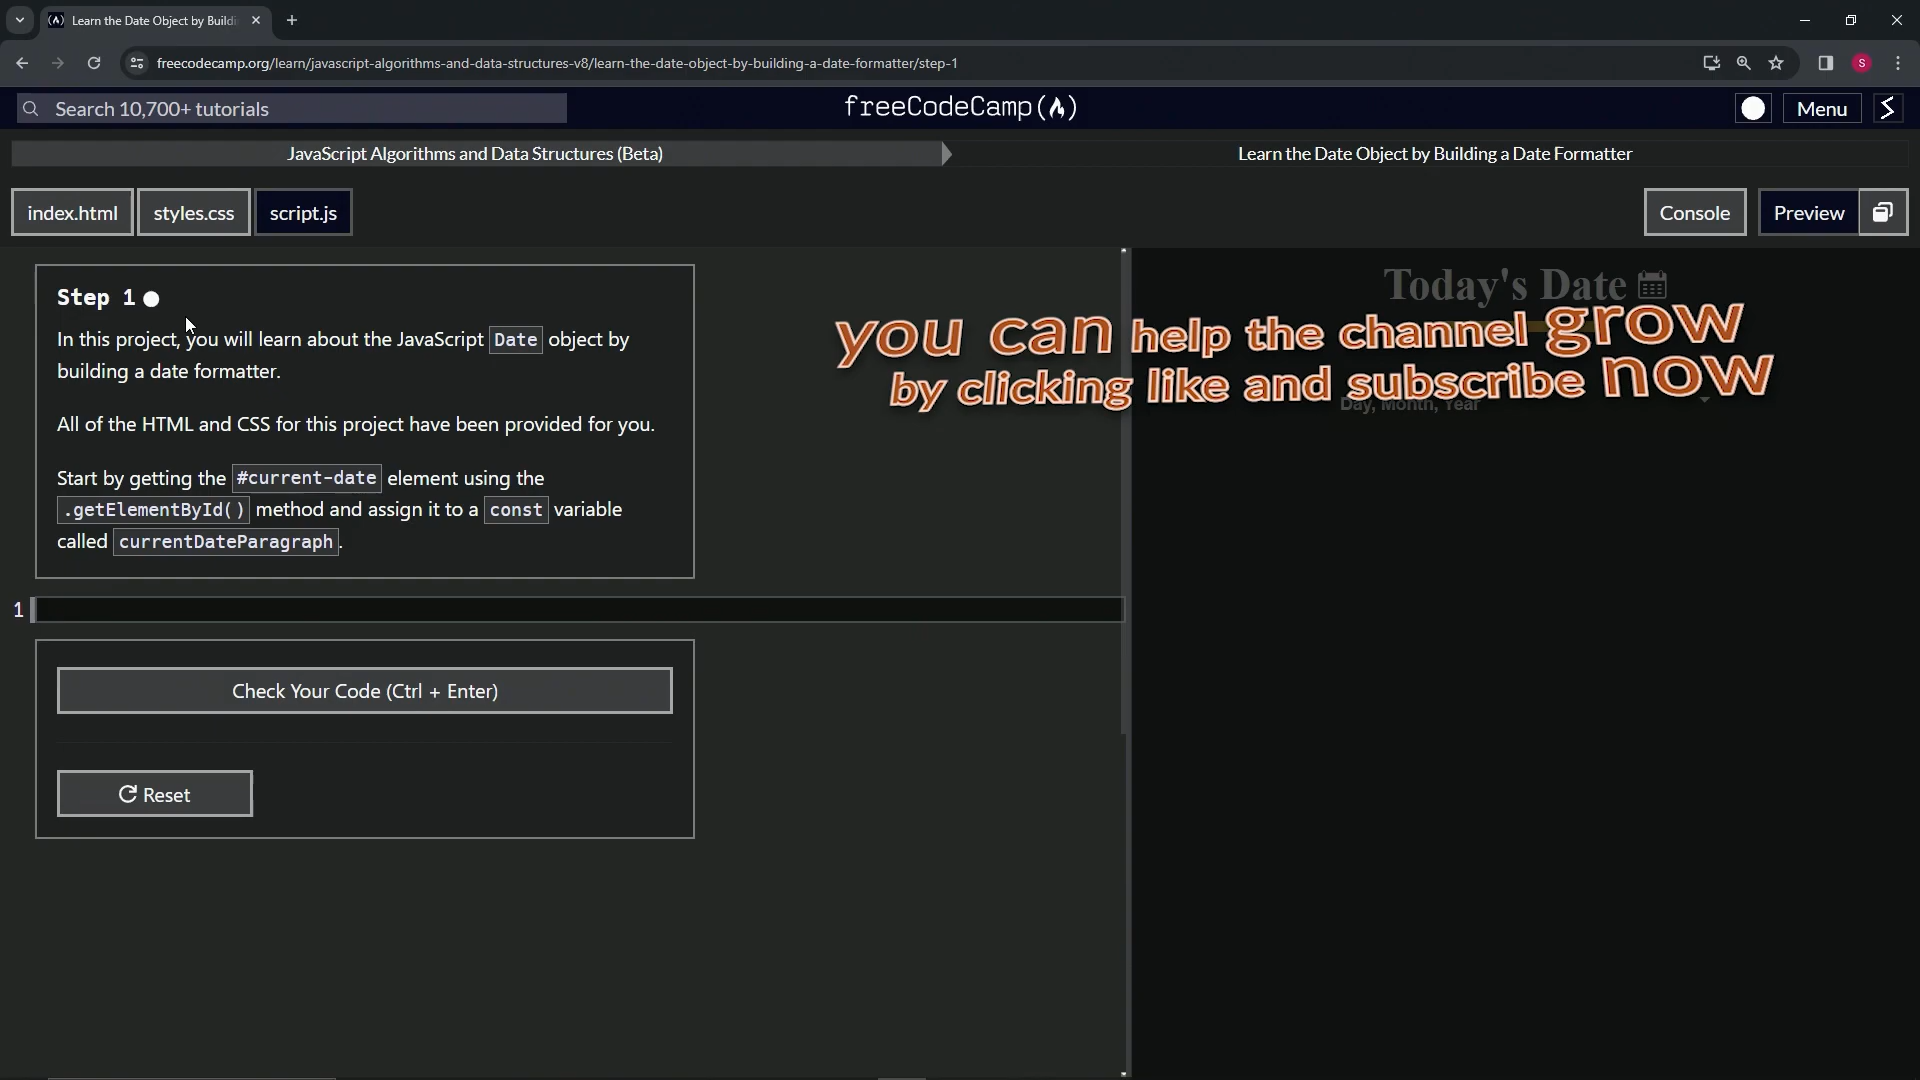 Learn the Date Object by Buildi
freecodecamp.org/learn/javascript-algorithms-and-data-structures-v8/learn-the-date-object-by-building-a-date-formatter/step-1
S
Search 10,700+ tutorials
freeCodeCamp(🔥)
Menu
JavaScript Algorithms and Data Structures (Beta)
Learn the Date Object by Building a Date Formatter
index.html
styles.css
script.js
Console
Preview
Step 1
In this project, you will learn about the JavaScript Date object by
building a date formatter.
All of the HTML and CSS for this project have been provided for you.
Start by getting the #current-date element using the
.getElementById() method and assign it to a const variable
called currentDateParagraph.
1
Check Your Code (Ctrl + Enter)
Reset
Today's Date
you can help the channel grow
by clicking like and subscribe now
Day, Month, Year